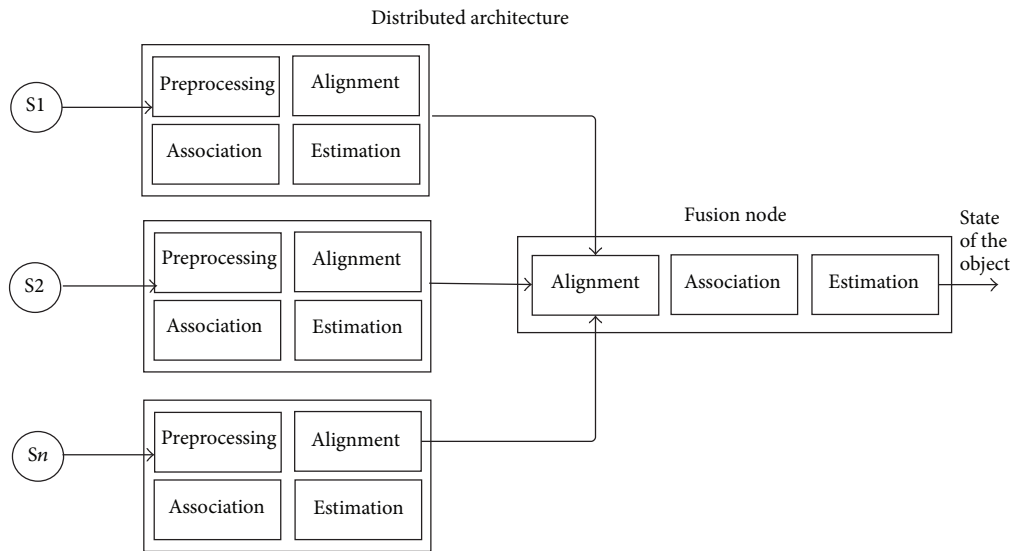 Distributed architecture
S1
Preprocessing
Alignment
Association
Estimation
S2
Preprocessing
Alignment
Association
Estimation
Sn
Preprocessing
Alignment
Association
Estimation
Fusion node
Alignment
Association
Estimation
State
of the
object